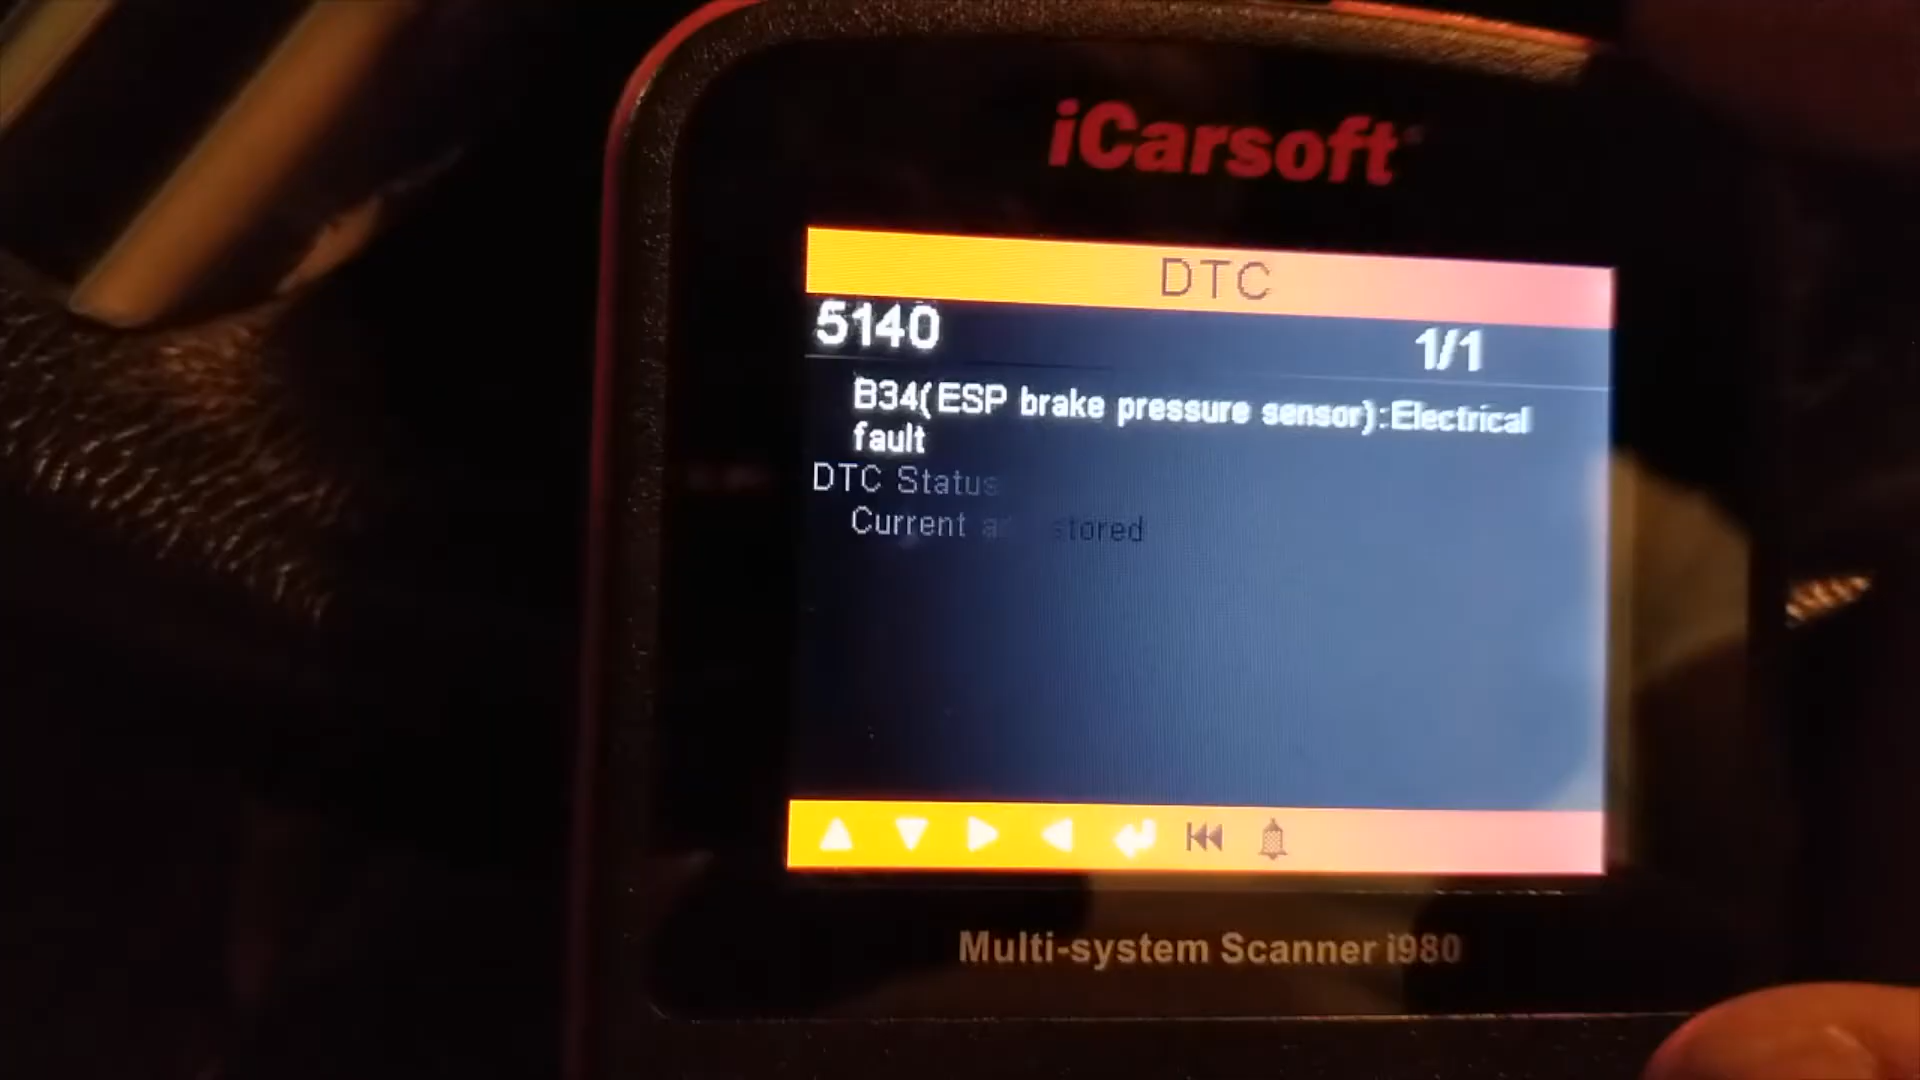 iCarsoft
DTC
5140 1/1
B34(ESP brake pressure sensor):Electrical
fault
DTC Status
Current and stored
Multi-system Scanner i980